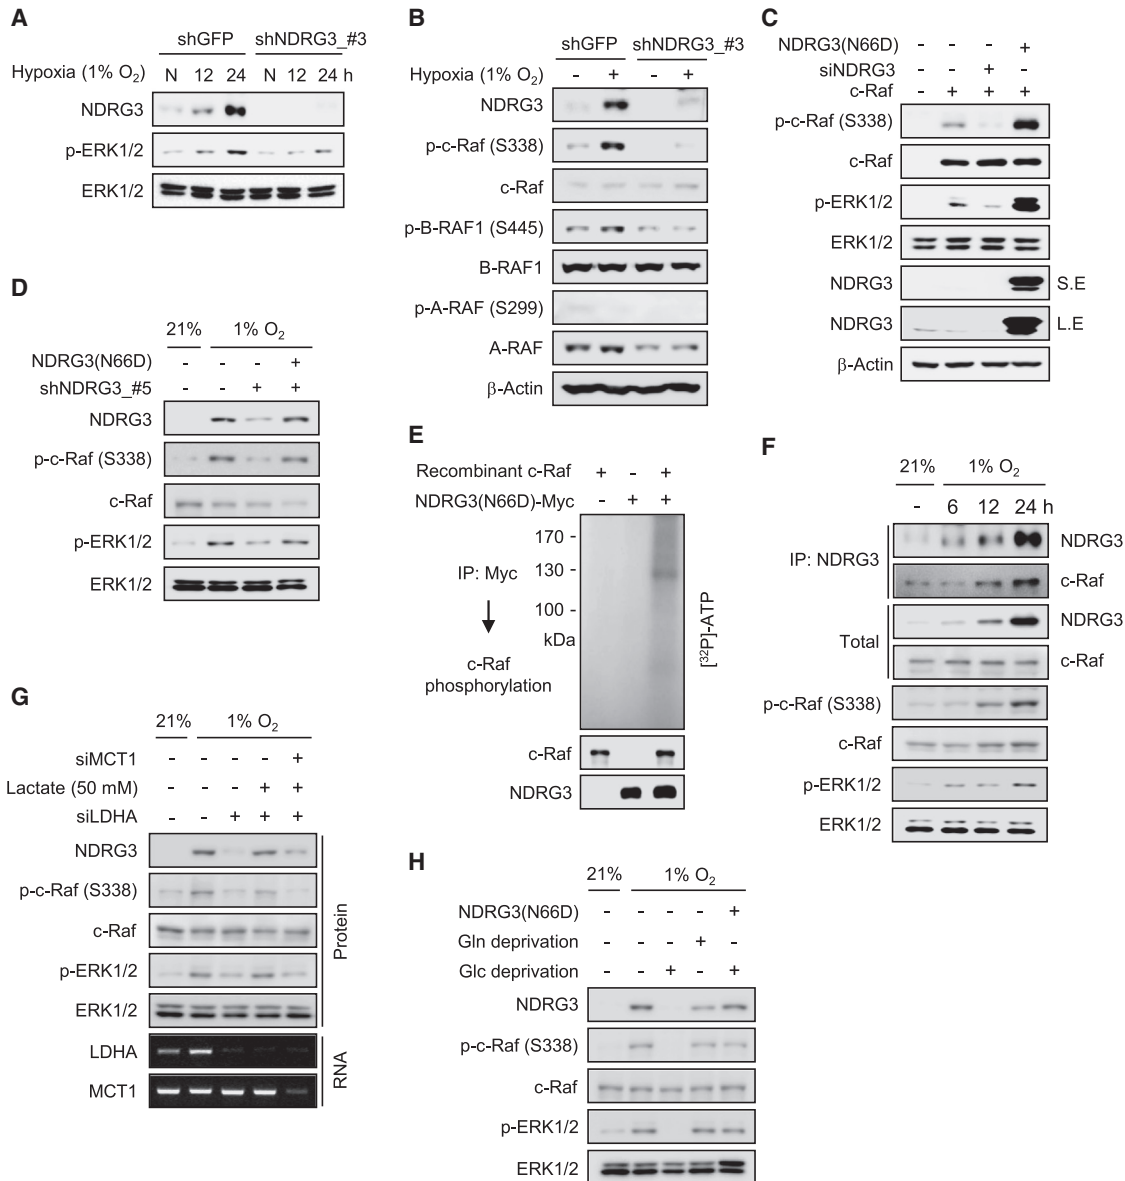 A
shGFP shNDRG3_#3
Hypoxia (1% O2) N 12 24 N 12 24 h
NDRG3
p-ERK1/2
ERK1/2
B
shGFP shNDRG3_#3
Hypoxia (1% O2) - + - +
NDRG3
p-c-Raf (S338)
c-Raf
p-B-RAF1 (S445)
B-RAF1
p-A-RAF (S299)
A-RAF
β-Actin
C
NDRG3(N66D) - - - +
siNDRG3 - - + -
c-Raf - + + +
p-c-Raf (S338)
c-Raf
p-ERK1/2
ERK1/2
NDRG3 S.E
NDRG3 L.E
β-Actin
D
21% 1% O2
NDRG3(N66D) - - - +
shNDRG3_#5 - - + +
NDRG3
p-c-Raf (S338)
c-Raf
p-ERK1/2
ERK1/2
E
Recombinant c-Raf + - +
NDRG3(N66D)-Myc - + +
170 -
130 -
100 -
kDa
IP: Myc
c-Raf
phosphorylation
[32P]-ATP
c-Raf
NDRG3
F
21% 1% O2
- 6 12 24 h
IP: NDRG3
NDRG3
c-Raf
Total
NDRG3
c-Raf
p-c-Raf (S338)
c-Raf
p-ERK1/2
ERK1/2
G
21% 1% O2
siMCT1 - - - - +
Lactate (50 mM) - - - + +
siLDHA - - + + +
NDRG3
p-c-Raf (S338)
c-Raf
p-ERK1/2
ERK1/2
Protein
LDHA
MCT1
RNA
H
21% 1% O2
NDRG3(N66D) - - - - +
Gln deprivation - - - + -
Glc deprivation - - + - +
NDRG3
p-c-Raf (S338)
c-Raf
p-ERK1/2
ERK1/2